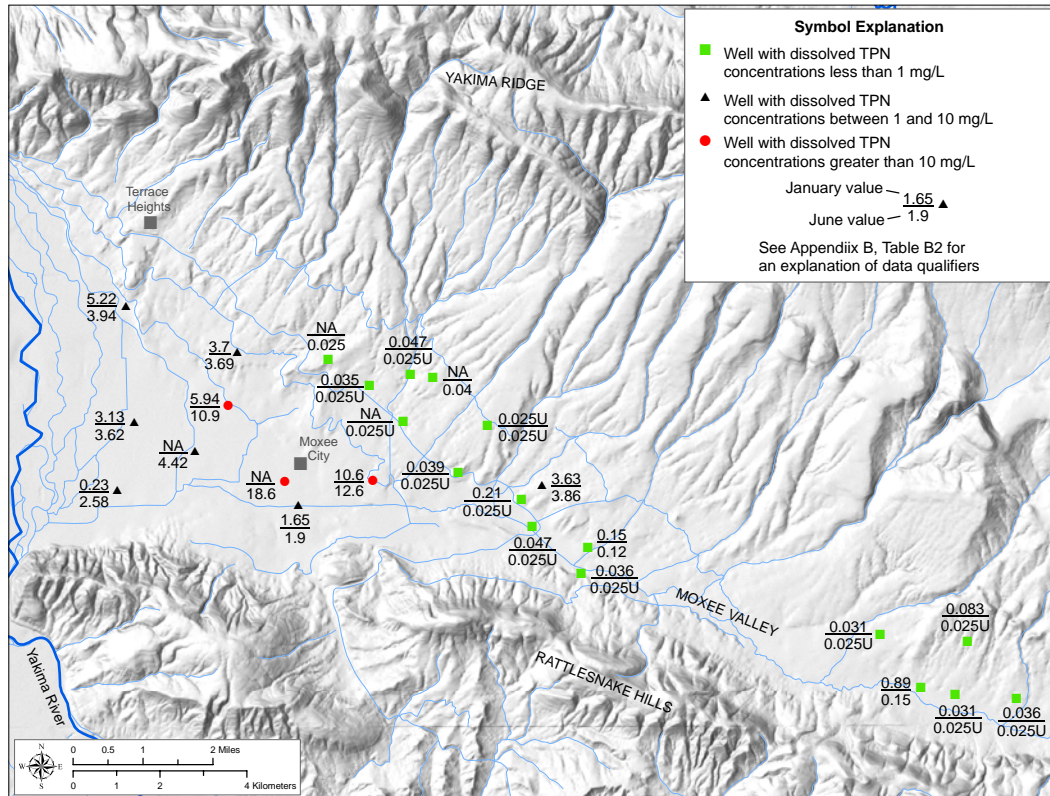 Symbol Explanation
Well with dissolved TPN
concentrations less than 1 mg/L
Well with dissolved TPN
concentrations between 1 and 10 mg/L
Well with dissolved TPN
concentrations greater than 10 mg/L
January value
1.65
June value
1.9
See Appendiix B, Table B2 for
an explanation of data qualifiers
YAKIMA RIDGE
Terrace
Heights
5.22
3.94
3.7
3.69
NA
0.025
0.047
0.025U
NA
0.04
0.035
0.025U
5.94
10.9
3.13
3.62
NA
0.025U
0.025U
0.025U
NA
4.42
Moxee
City
0.23
2.58
NA
18.6
10.6
12.6
0.039
0.025U
3.63
3.86
0.21
0.025U
1.65
1.9
0.047
0.025U
0.15
0.12
0.036
0.025U
MOXEE VALLEY
0.031
0.025U
0.083
0.025U
RATTLESNAKE HILLS
0.89
0.15
0.031
0.025U
0.036
0.025U
Yakima River
N
W E
S
0 0.5 1 2 Miles
0 1 2 4 Kilometers